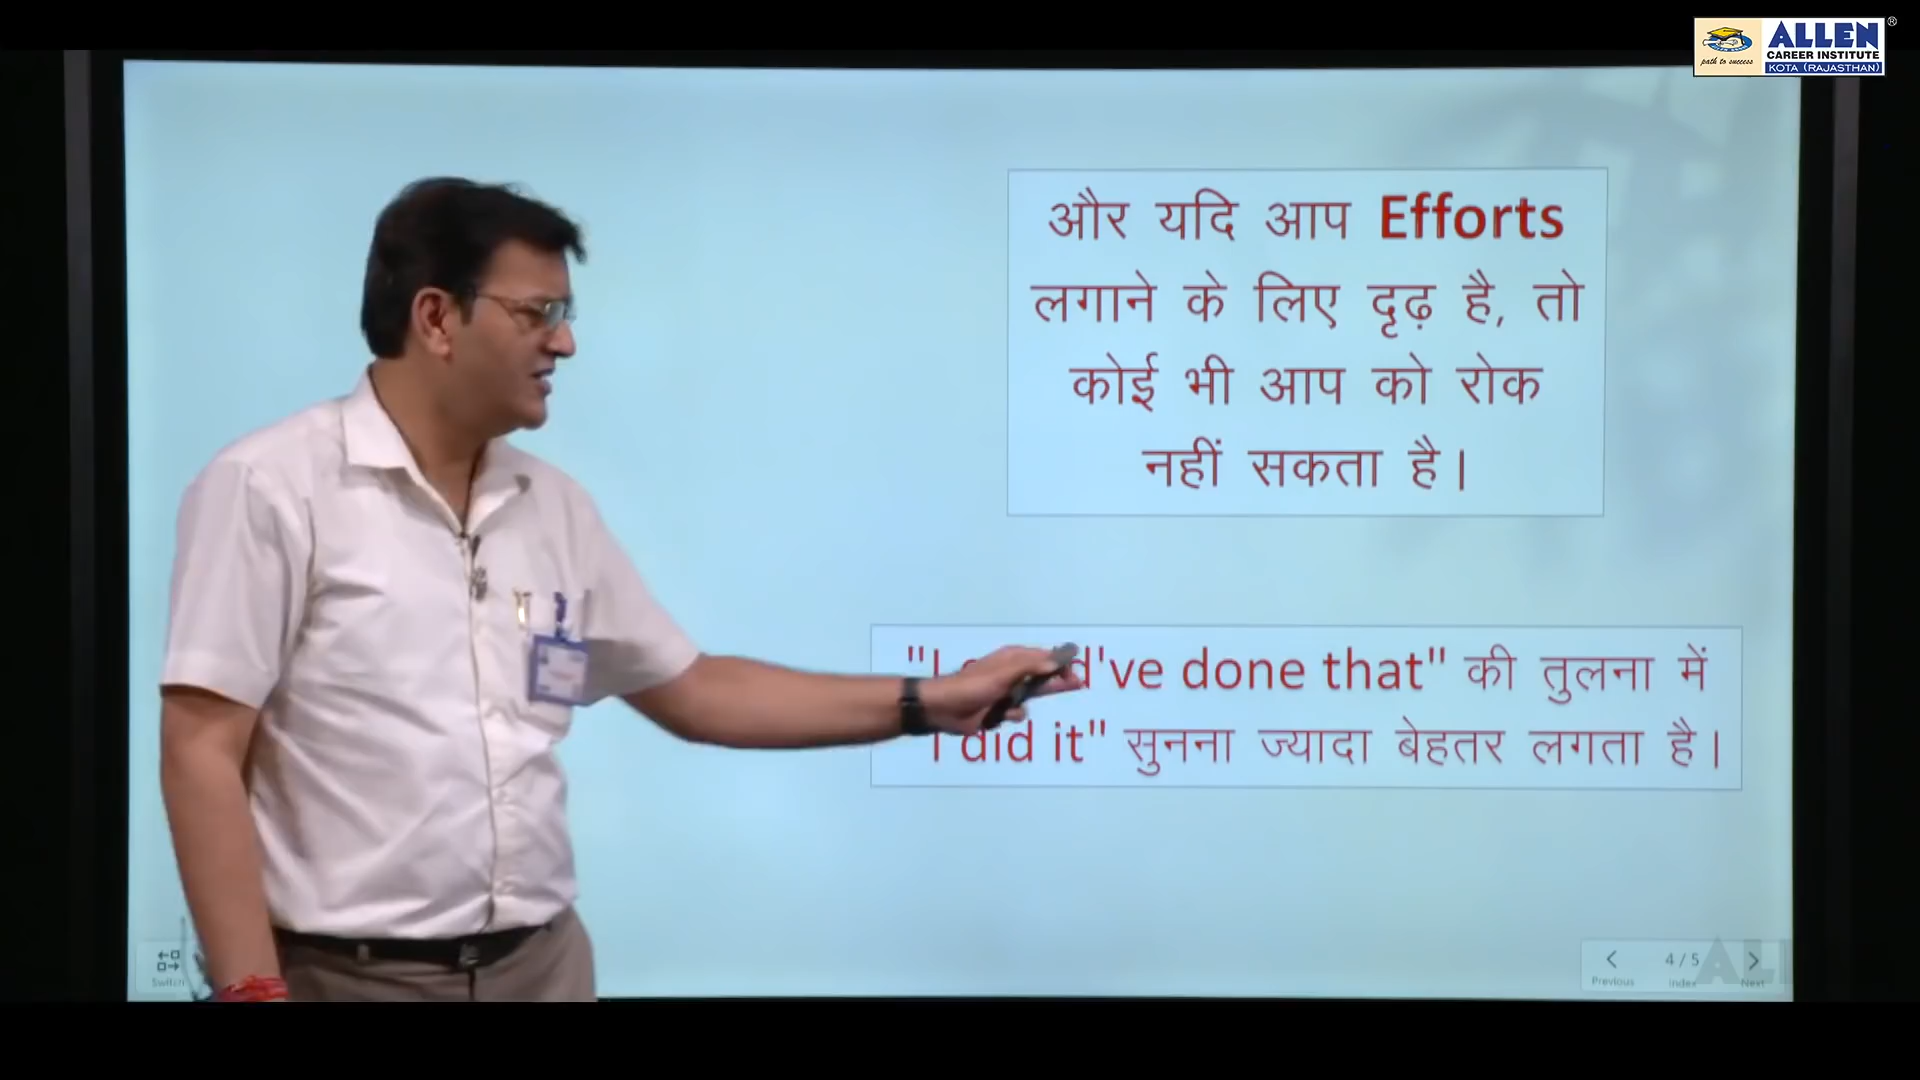 ALLEN
®
CAREER INSTITUTE
path to success
KOTA (RAJASTHAN)
और यदि आप Efforts
लगाने के लिए दृढ़ है, तो
कोई भी आप को रोक
नहीं सकता है।
"I 've done that" की तुलना में
I did it" सुनना ज्यादा बेहतर लगता है।
Switch
Previous
4 / 5
Index
Next